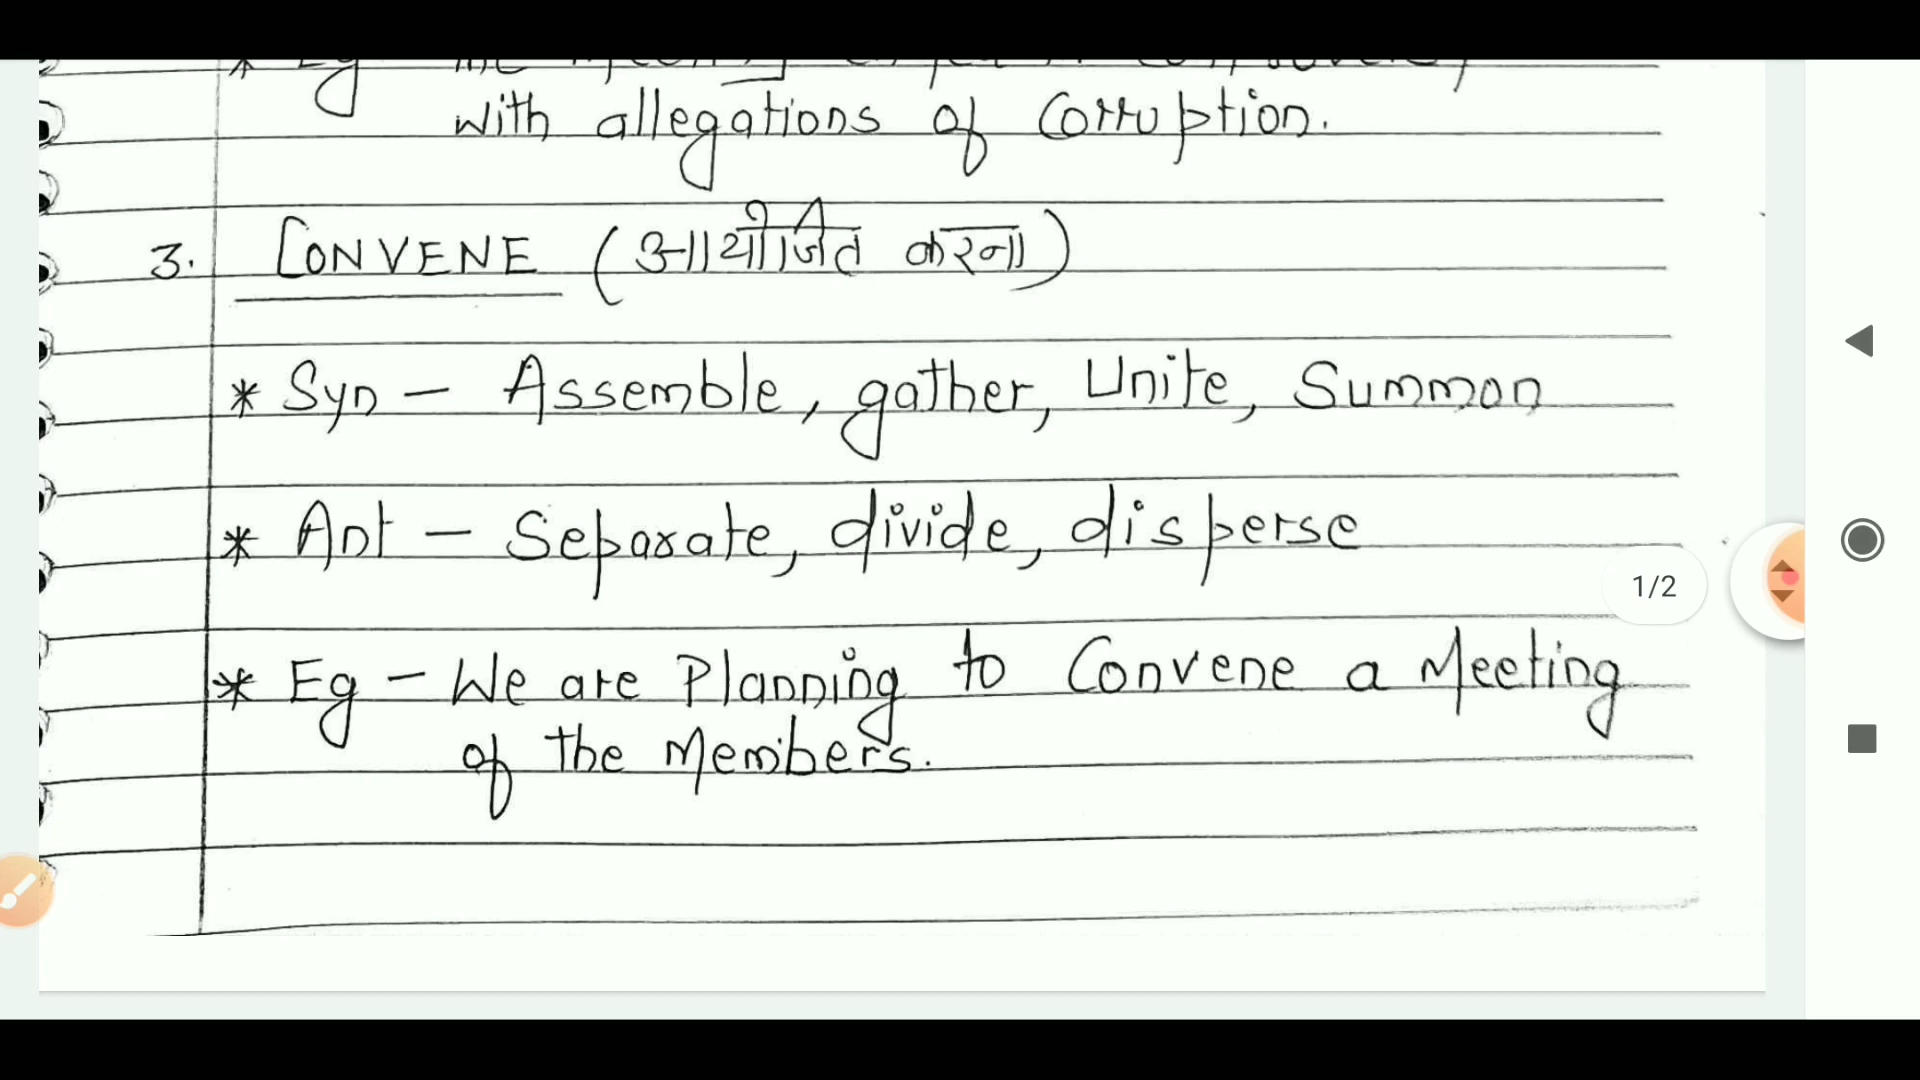 with allegations of Corruption.
3. CONVENE (आयोजित करना)
* Syn - Assemble, gather, Unite, Summon
* Ant - Separate, divide, disperse
* Eg - We are Planning to Convene a Meeting
of the Members.
1/2